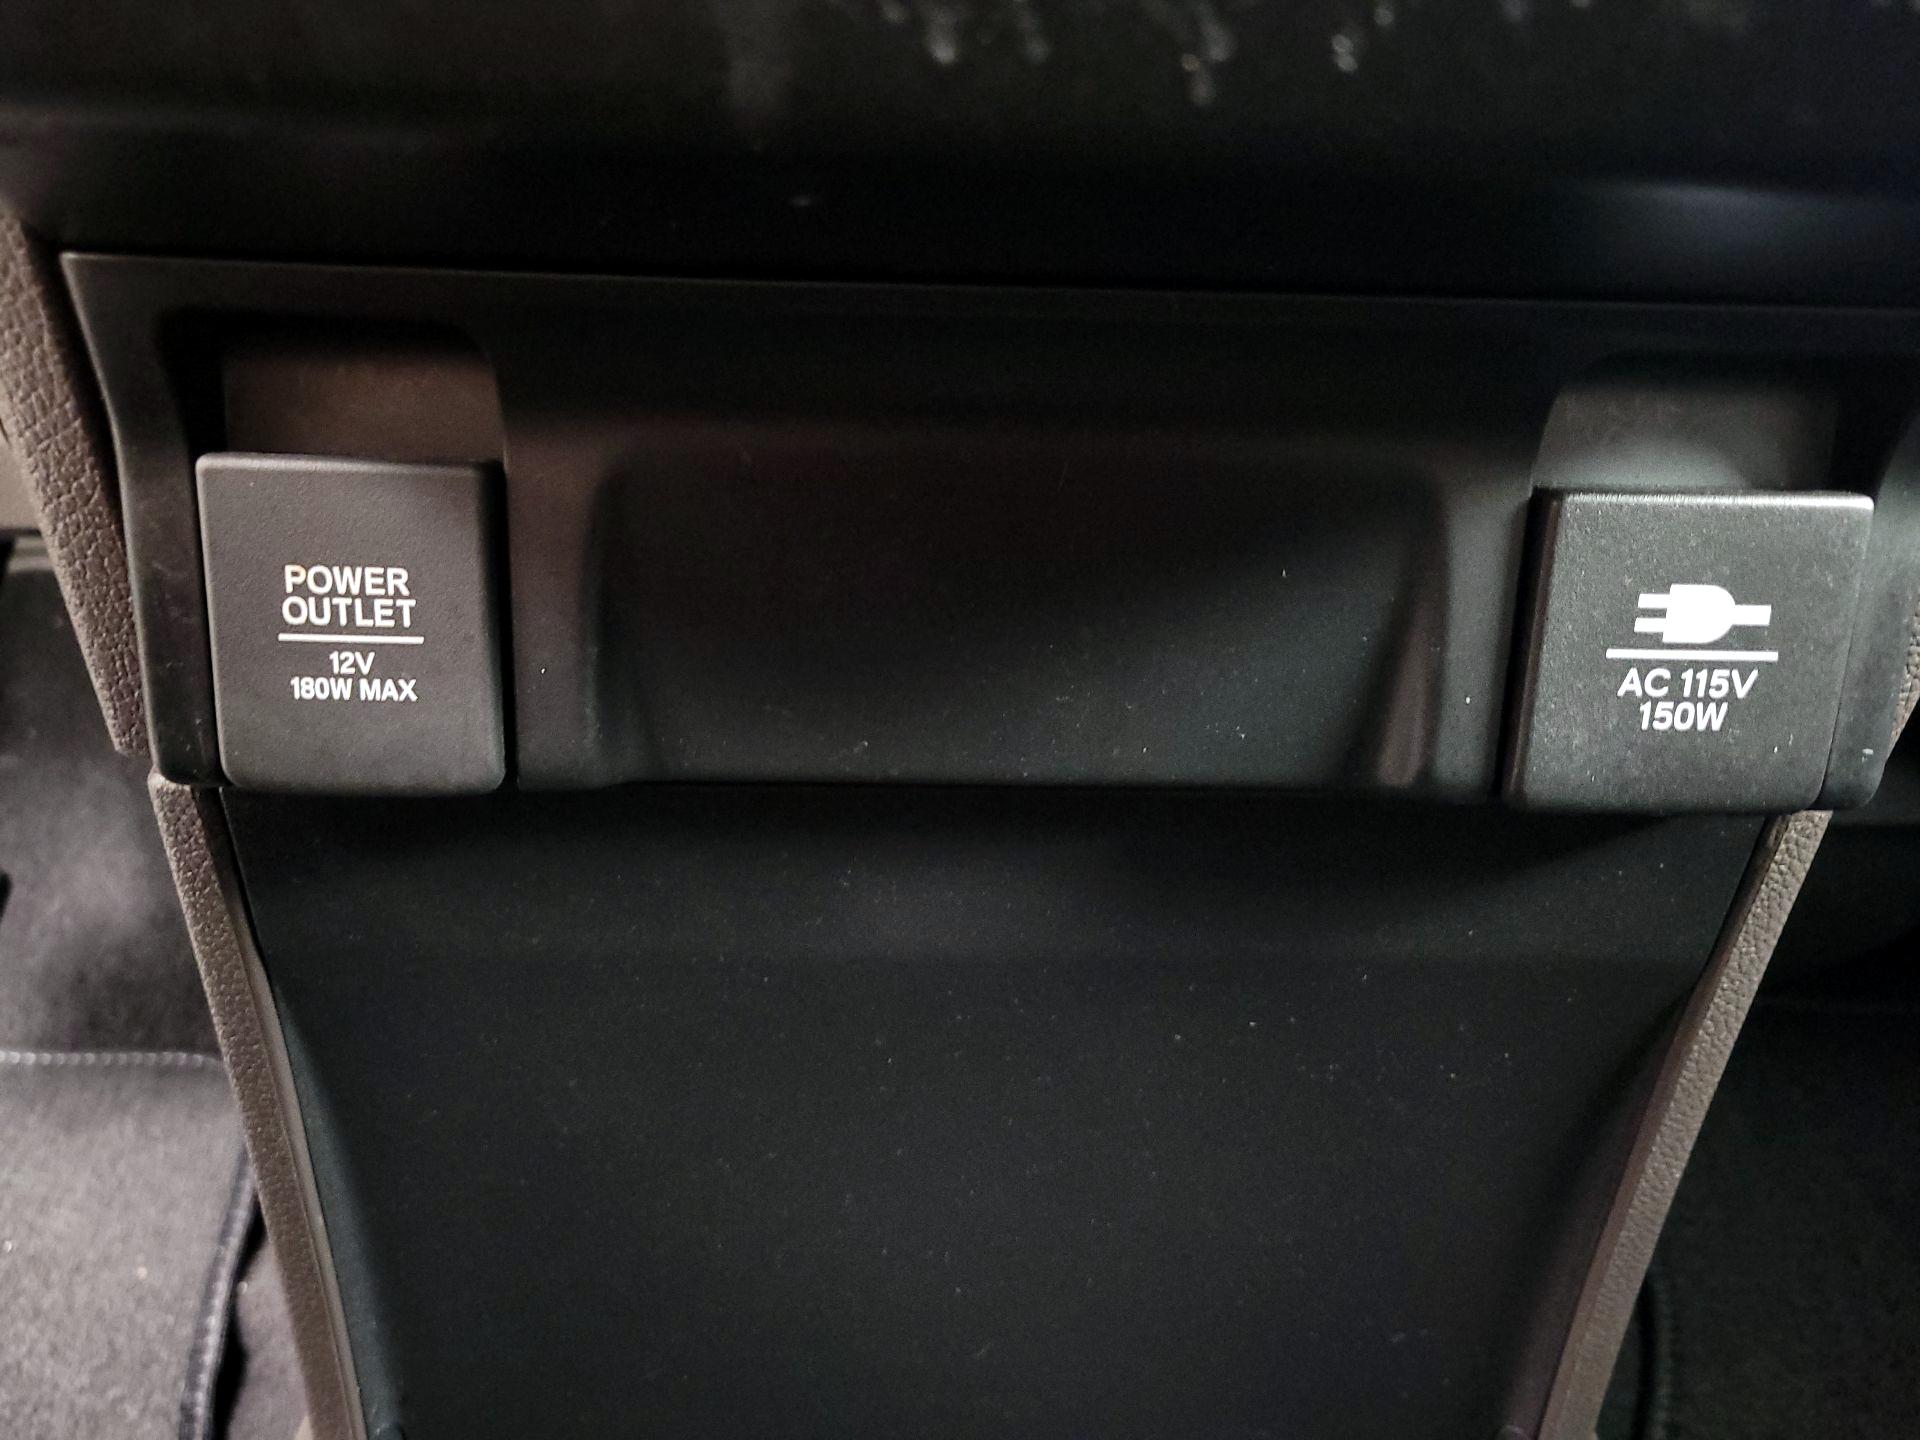 POWER
OUTLET
12V
180W MAX
AC 115V
150W